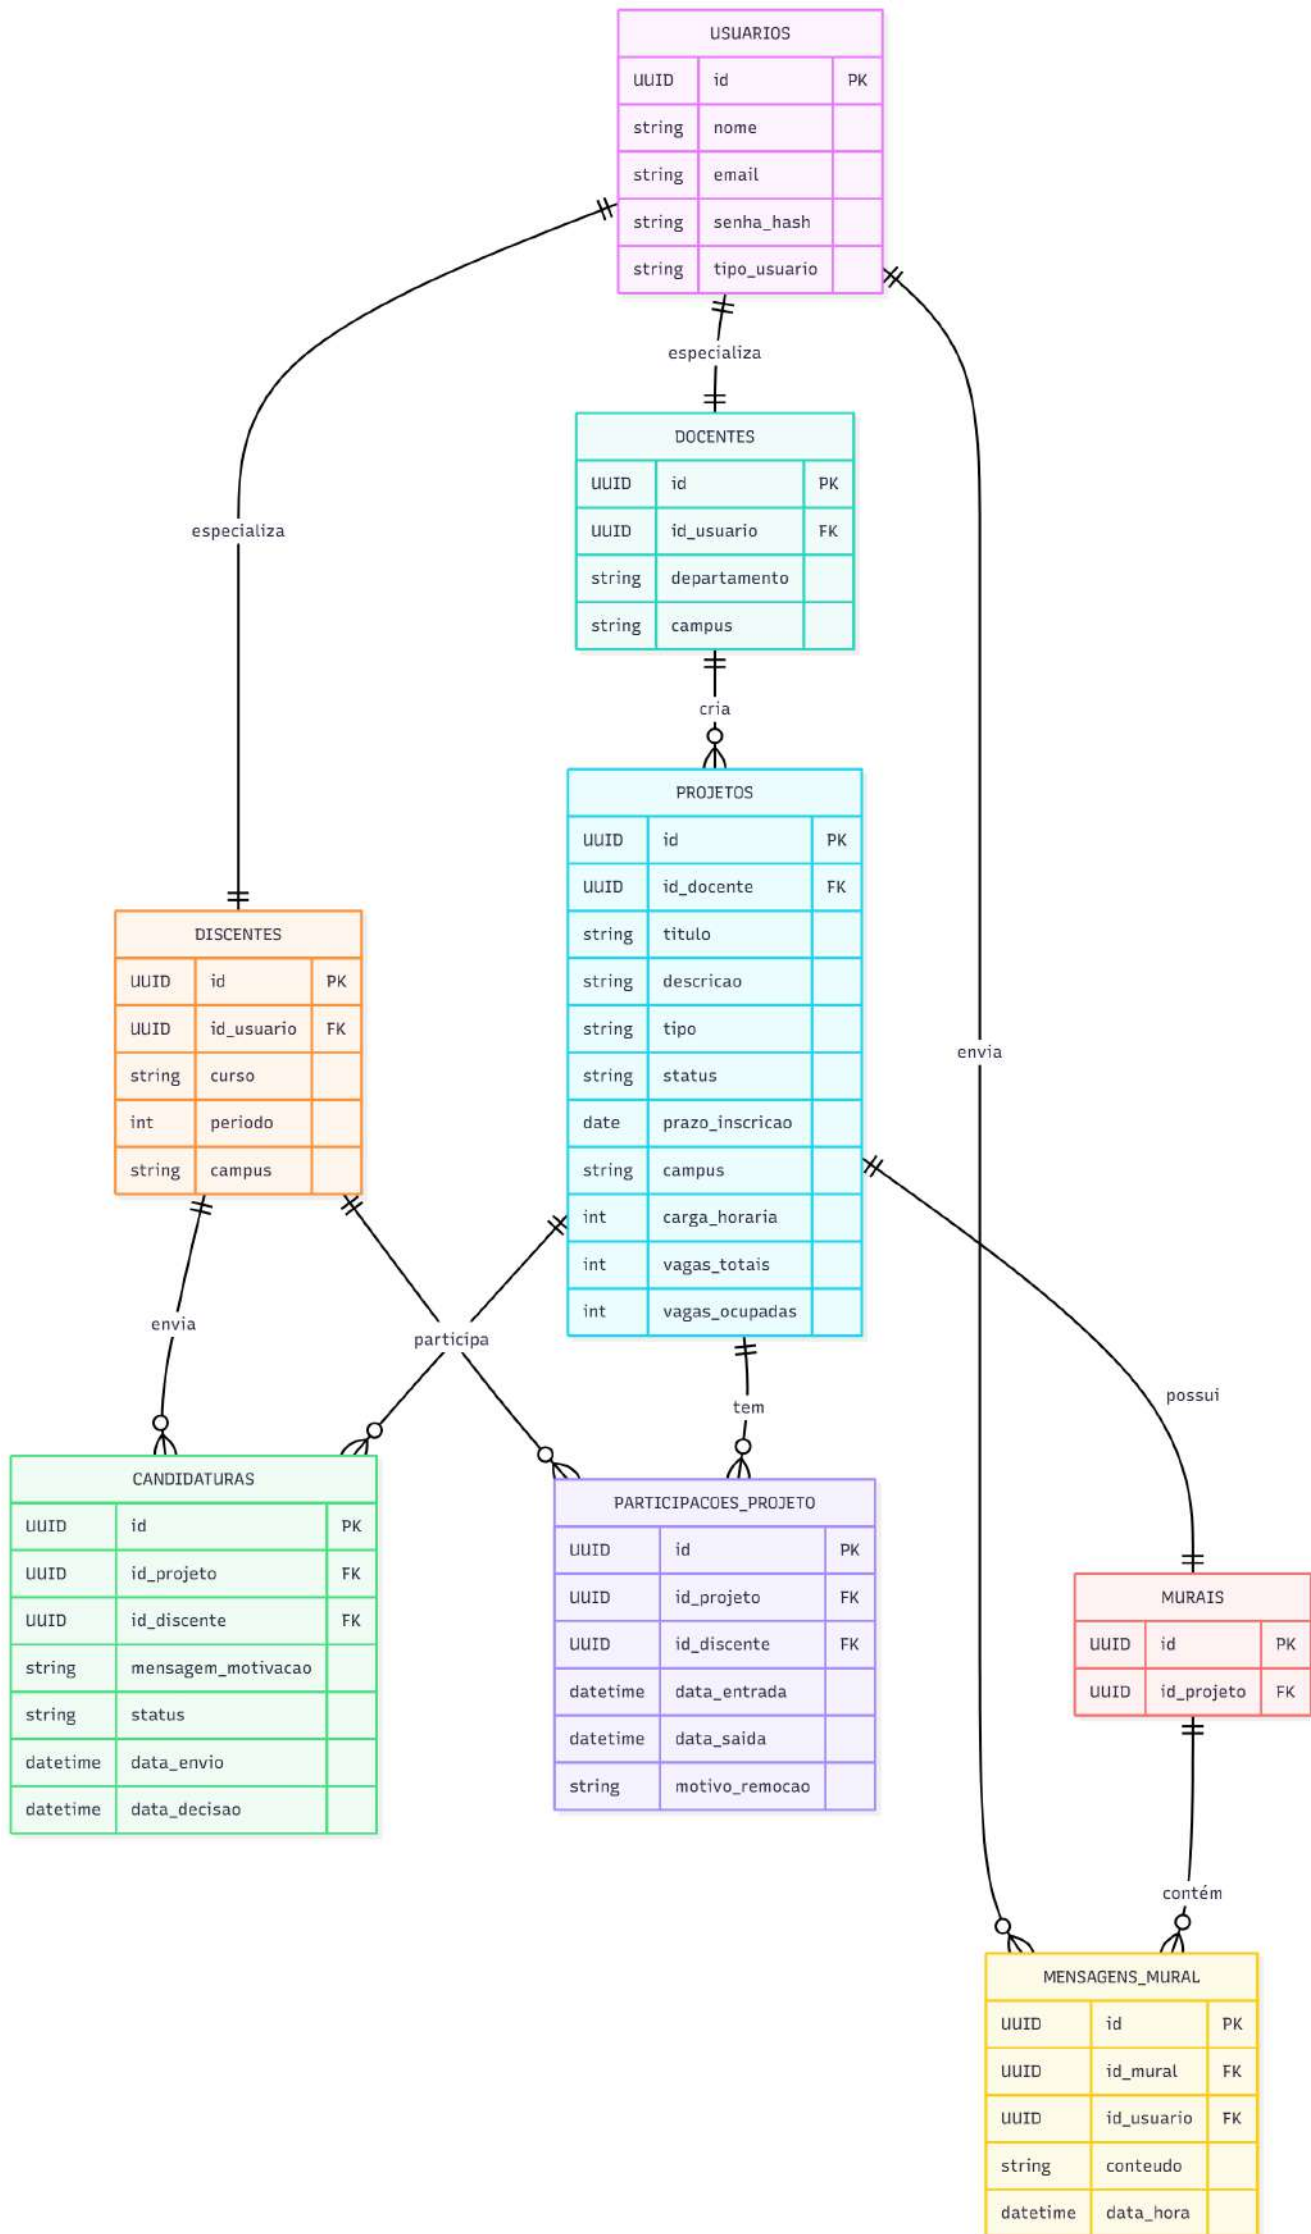 USUARIOS
UUID id PK
string nome
string email
string senha_hash
string tipo_usuario
especializa
DOCENTES
UUID id PK
UUID id_usuario FK
string departamento
string campus
especializa
cria
PROJETOS
UUID id PK
UUID id_docente FK
string titulo
string descricao
string tipo
string status
date prazo_inscricao
string campus
int carga_horaria
int vagas_totais
int vagas_ocupadas
envia
DISCENTES
UUID id PK
UUID id_usuario FK
string curso
int periodo
string campus
envia
participa
tem
possui
CANDIDATURAS
UUID id PK
UUID id_projeto FK
UUID id_discente FK
string mensagem_motivacao
string status
datetime data_envio
datetime data_decisao
PARTICIPACOES_PROJETO
UUID id PK
UUID id_projeto FK
UUID id_discente FK
datetime data_entrada
datetime data_saida
string motivo_remocao
MURAIS
UUID id PK
UUID id_projeto FK
contém
MENSAGENS_MURAL
UUID id PK
UUID id_mural FK
UUID id_usuario FK
string conteudo
datetime data_hora